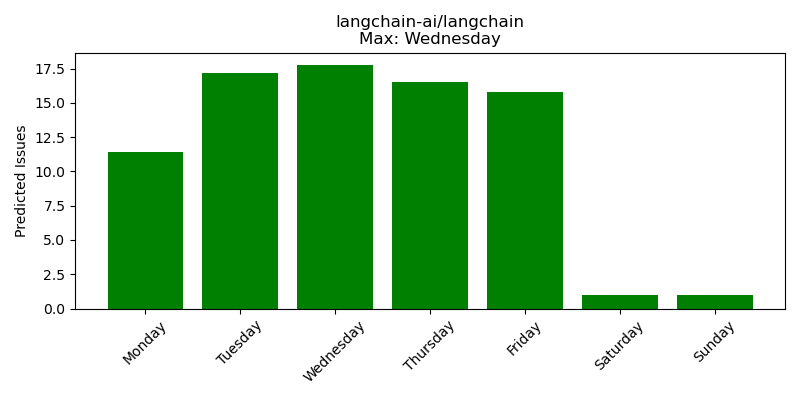 langchain-ai/langchain
Max: Wednesday
Predicted Issues
17.5
15.0
12.5
10.0
7.5
5.0
2.5
0.0
Monday
Tuesday
Wednesday
Thursday
Friday
Saturday
Sunday